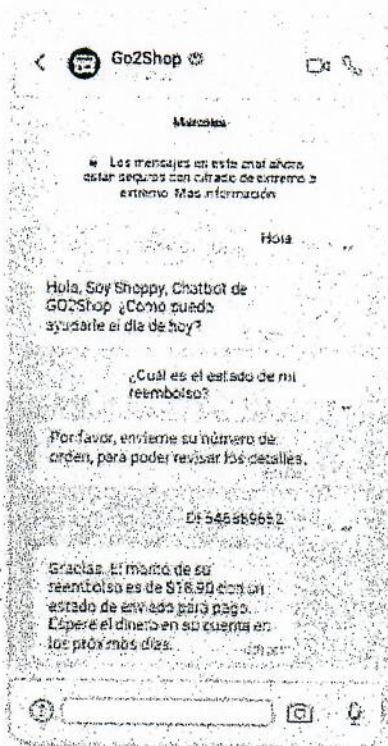 Go2Shop
Miércoles
Los mensajes en este chat ahora
están seguros con cifrado de extremo a
extremo. Mas información
Hola
Hola, Soy Shoppy, Chatbot de
GO2Shop ¿Como puedo
ayudarle el día de hoy?
¿Cuál es el estado de mi
reembolso?
Por favor, envíeme su número de
orden, para poder revisar los detalles.
Gracias. El monto de su
reembolso es de $18.90 con un
estado de enviado para pago.
Espere el dinero en su cuenta en
los próximos días.